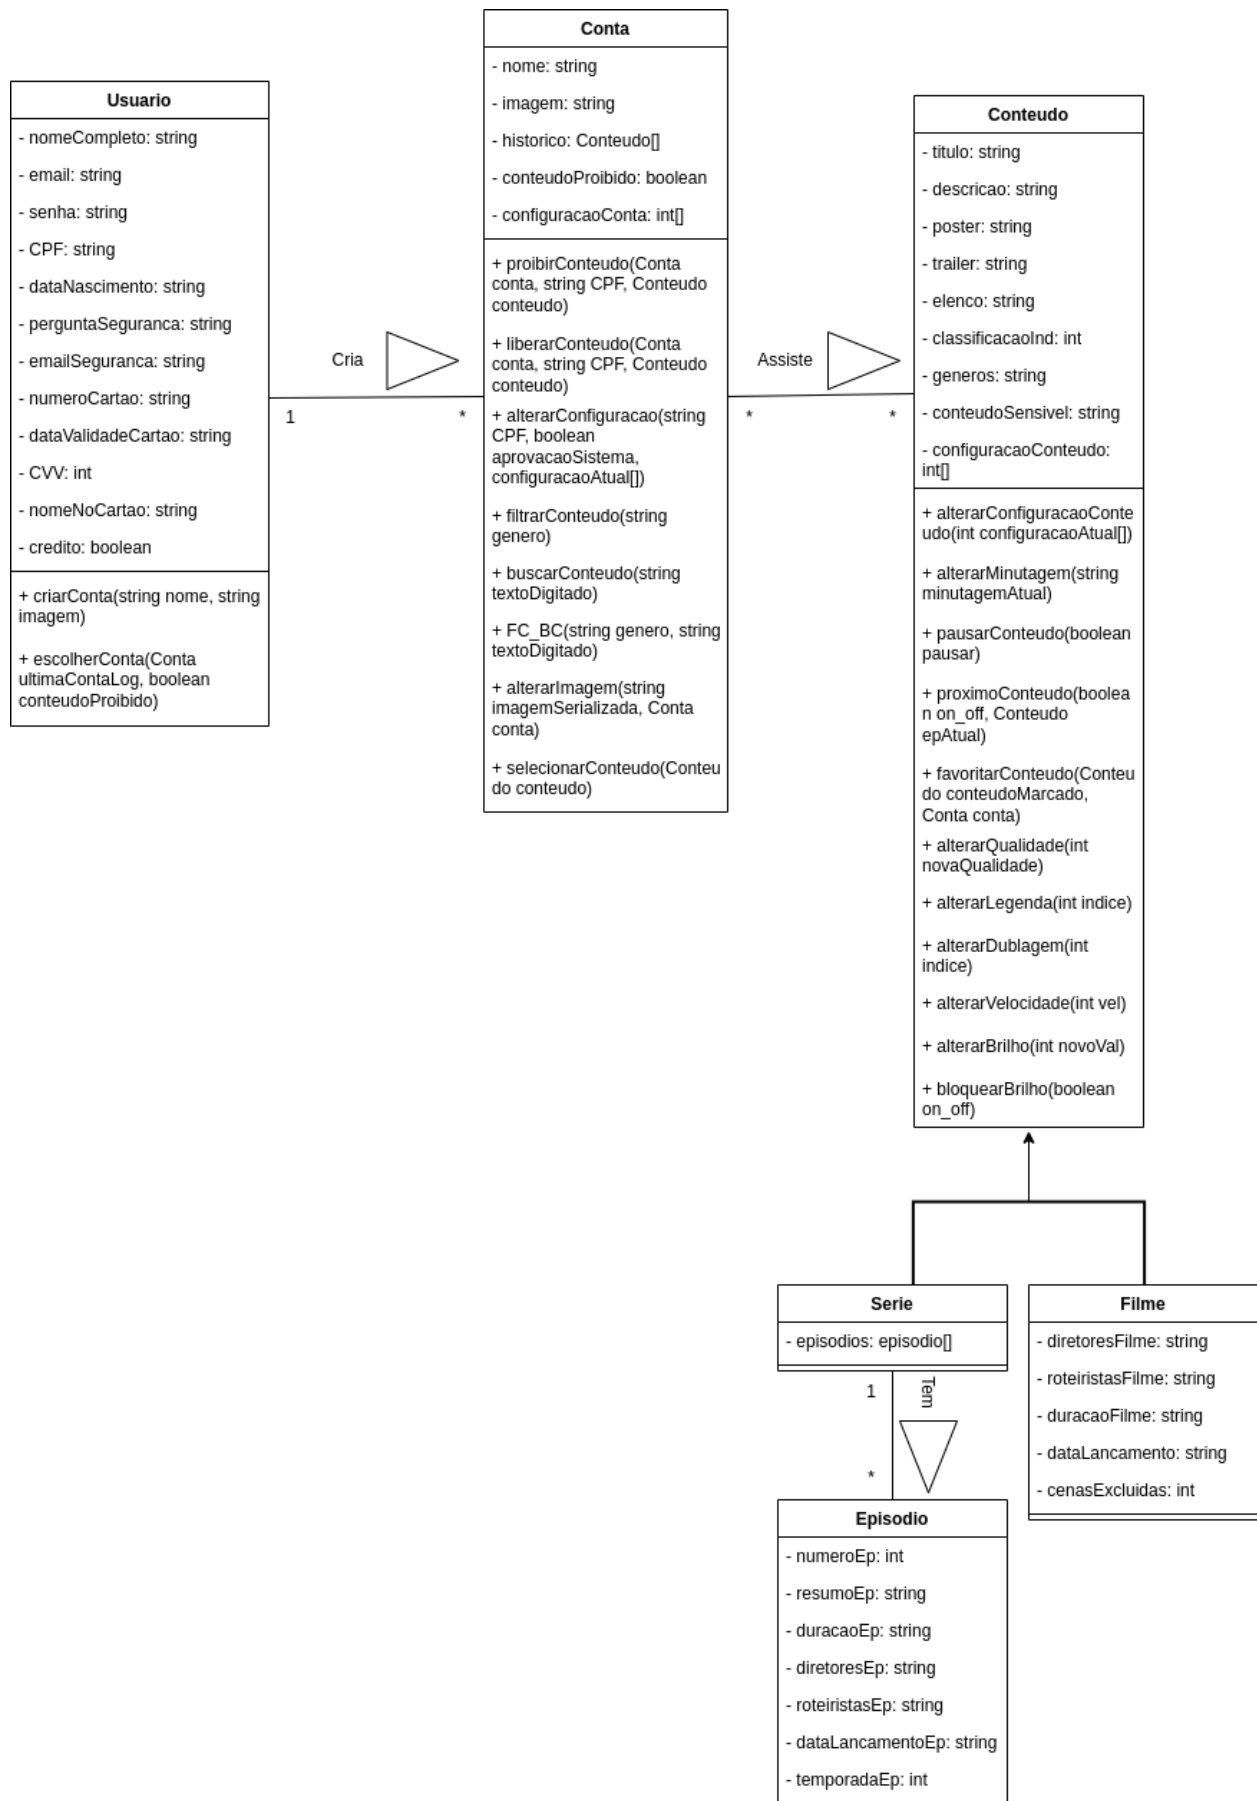 Usuario
- nomeCompleto: string
- email: string
- senha: string
- CPF: string
- dataNascimento: string
- perguntaSeguranca: string
- emailSeguranca: string
- numeroCartao: string
- dataValidadeCartao: string
- CVV: int
- nomeNoCartao: string
- credito: boolean
+ criarConta(string nome, string
imagem)
+ escolherConta(Conta
ultimaContaLog, boolean
conteudoProibido)
Cria
1
*
Conta
- nome: string
- imagem: string
- historico: Conteudo[]
- conteudoProibido: boolean
- configuracaoConta: int[]
+ proibirConteudo(Conta
conta, string CPF, Conteudo
conteudo)
+ liberarConteudo(Conta
conta, string CPF, Conteudo
conteudo)
+ alterarConfiguracao(string
CPF, boolean
aprovacaoSistema,
configuracaoAtual[])
+ filtrarConteudo(string
genero)
+ buscarConteudo(string
textoDigitado)
+ FC_BC(string genero, string
textoDigitado)
+ alterarImagem(string
imagemSerializada, Conta
conta)
+ selecionarConteudo(Conteu
do conteudo)
Assiste
*
*
Conteudo
- titulo: string
- descricao: string
- poster: string
- trailer: string
- elenco: string
- classificacaoInd: int
- generos: string
- conteudoSensivel: string
- configuracaoConteudo:
int[]
+ alterarConfiguracaoConte
udo(int configuracaoAtual[])
+ alterarMinutagem(string
minutagemAtual)
+ pausarConteudo(boolean
pausar)
+ proximoConteudo(boolea
n on_off, Conteudo
epAtual)
+ favoritarConteudo(Conteu
do conteudoMarcado,
Conta conta)
+ alterarQualidade(int
novaQualidade)
+ alterarLegenda(int indice)
+ alterarDublagem(int
indice)
+ alterarVelocidade(int vel)
+ alterarBrilho(int novoVal)
+ bloquearBrilho(boolean
on_off)
Serie
- episodios: episodio[]
1
Tem
*
Filme
- diretoresFilme: string
- roteiristasFilme: string
- duracaoFilme: string
- dataLancamento: string
- cenasExcluidas: int
Episodio
- numeroEp: int
- resumoEp: string
- duracaoEp: string
- diretoresEp: string
- roteiristasEp: string
- dataLancamentoEp: string
- temporadaEp: int